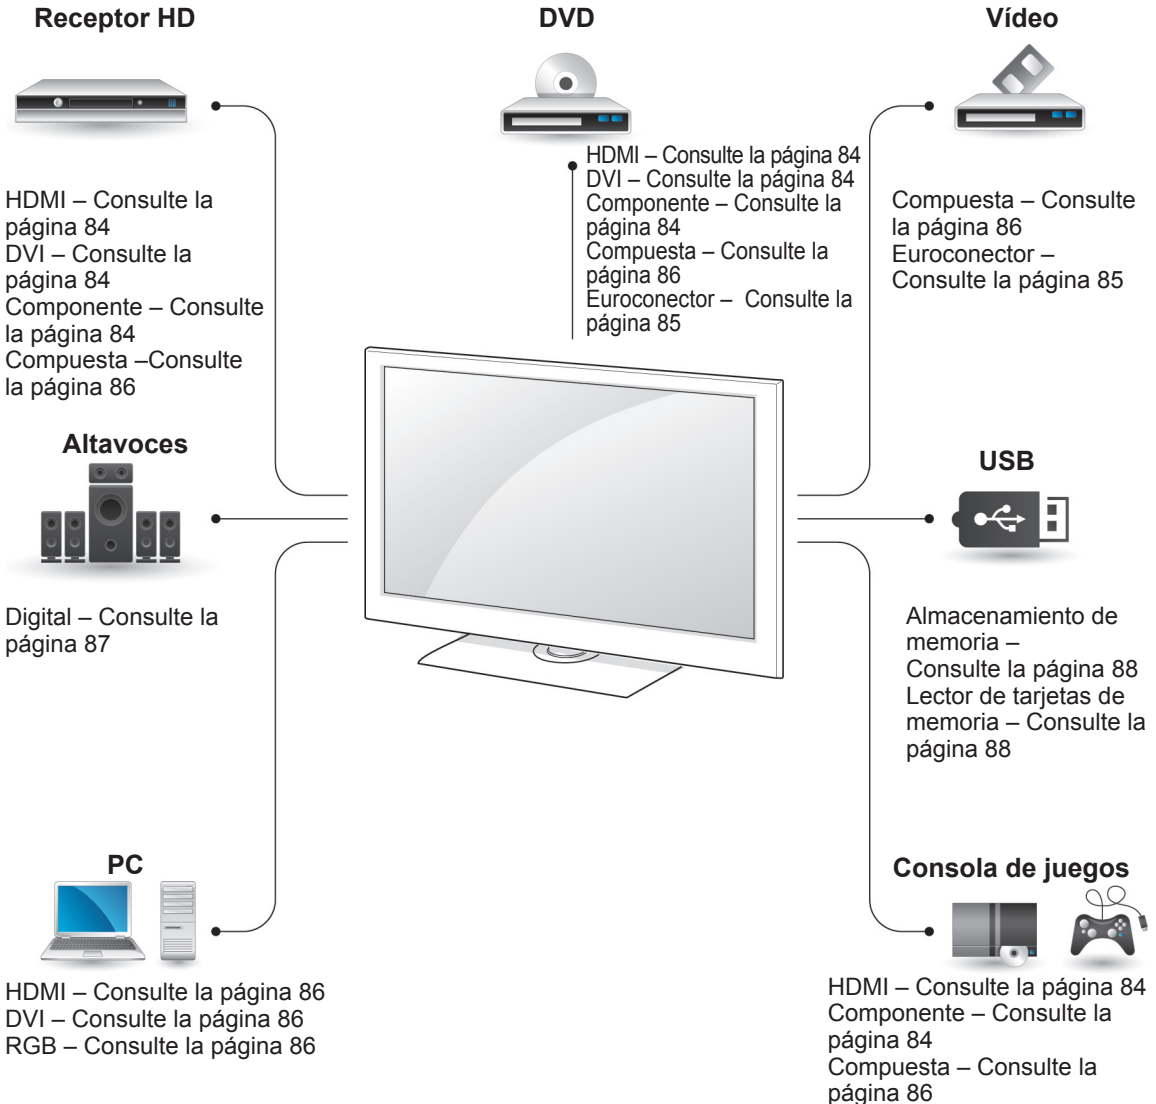 Receptor HD
HDMI – Consulte la
página 84
DVI – Consulte la
página 84
Componente – Consulte
la página 84
Compuesta –Consulte
la página 86
DVD
HDMI – Consulte la página 84
DVI – Consulte la página 84
Componente – Consulte la
página 84
Compuesta – Consulte la
página 86
Euroconector – Consulte la
página 85
Vídeo
Compuesta – Consulte
la página 86
Euroconector –
Consulte la página 85
Altavoces
Digital – Consulte la
página 87
USB
Almacenamiento de
memoria –
Consulte la página 88
Lector de tarjetas de
memoria – Consulte la
página 88
PC
HDMI – Consulte la página 86
DVI – Consulte la página 86
RGB – Consulte la página 86
Consola de juegos
HDMI – Consulte la página 84
Componente – Consulte la
página 84
Compuesta – Consulte la
página 86